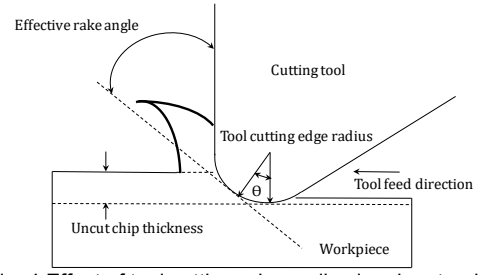 Effective rake angle
Cutting tool
Tool cutting edge radius
Θ
Tool feed direction
Uncut chip thickness
Workpiece